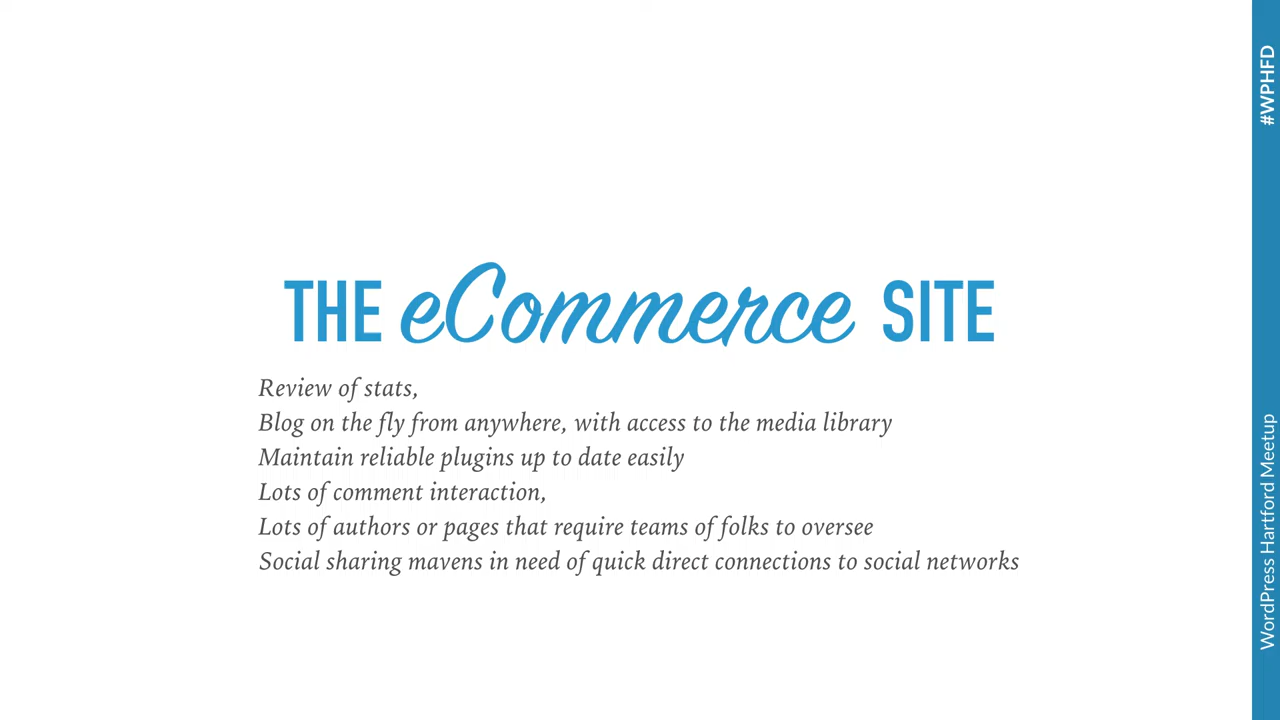 THE eCommerce SITE
Review of stats,
Blog on the fly from anywhere, with access to the media library
Maintain reliable plugins up to date easily
Lots of comment interaction,
Lots of authors or pages that require teams of folks to oversee
Social sharing mavens in need of quick direct connections to social networks
#WPHFD
WordPress Hartford Meetup